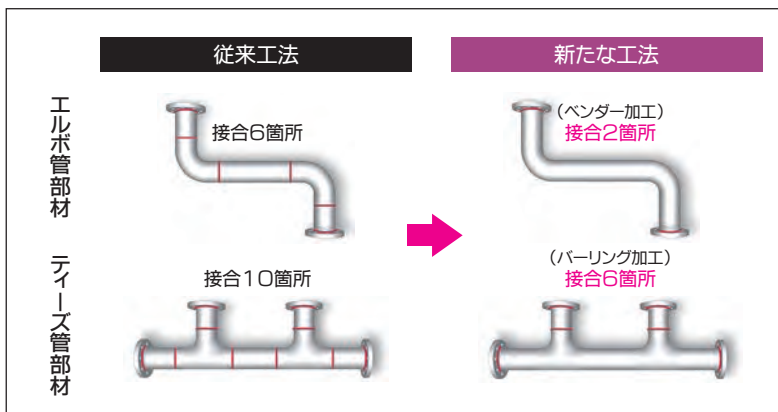 従来工法
新たな工法
エルボ管部材
接合6箇所
(ベンダー加工)
接合2箇所
ティーズ管部材
接合10箇所
(バーリング加工)
接合6箇所